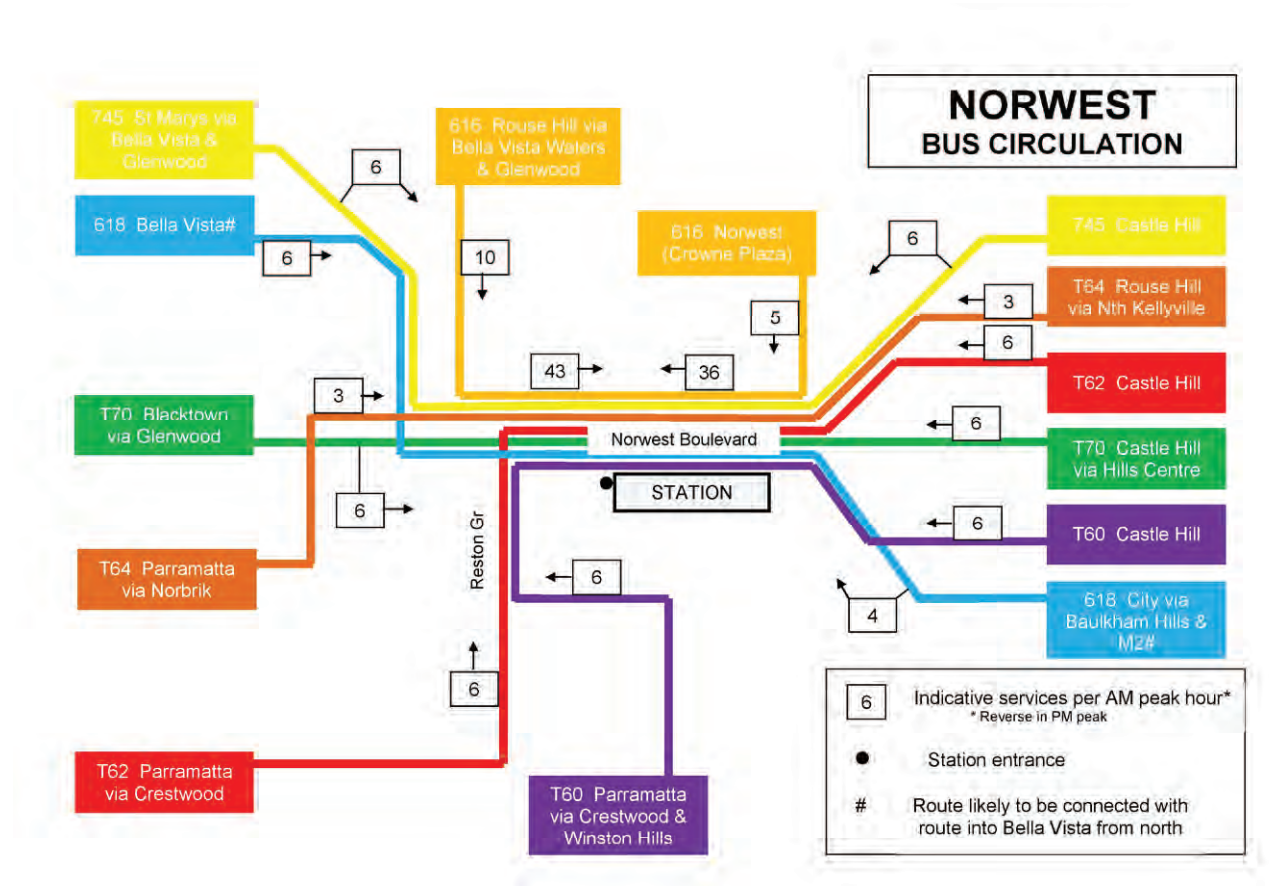 NORWEST
BUS CIRCULATION
745 St Marys via
Bella Vista &
Glenwood
6
616 Rouse Hill via
Bella Vista Waters
& Glenwood
618 Bella Vista#
6
10
616 Norwest
(Crowne Plaza)
5
6
745 Castle Hill
3
T64 Rouse Hill
via Nth Kellyville
6
T62 Castle Hill
43
36
3
T70 Blacktown
via Glenwood
6
Norwest Boulevard
STATION
6
T70 Castle Hill
via Hills Centre
6
T60 Castle Hill
T64 Parramatta
via Norbrik
Reston Gr
6
4
618 City via
Baulkham Hills &
M2#
6
T62 Parramatta
via Crestwood
T60 Parramatta
via Crestwood &
Winston Hills
6 Indicative services per AM peak hour*
* Reverse in PM peak
Station entrance
# Route likely to be connected with
route into Bella Vista from north